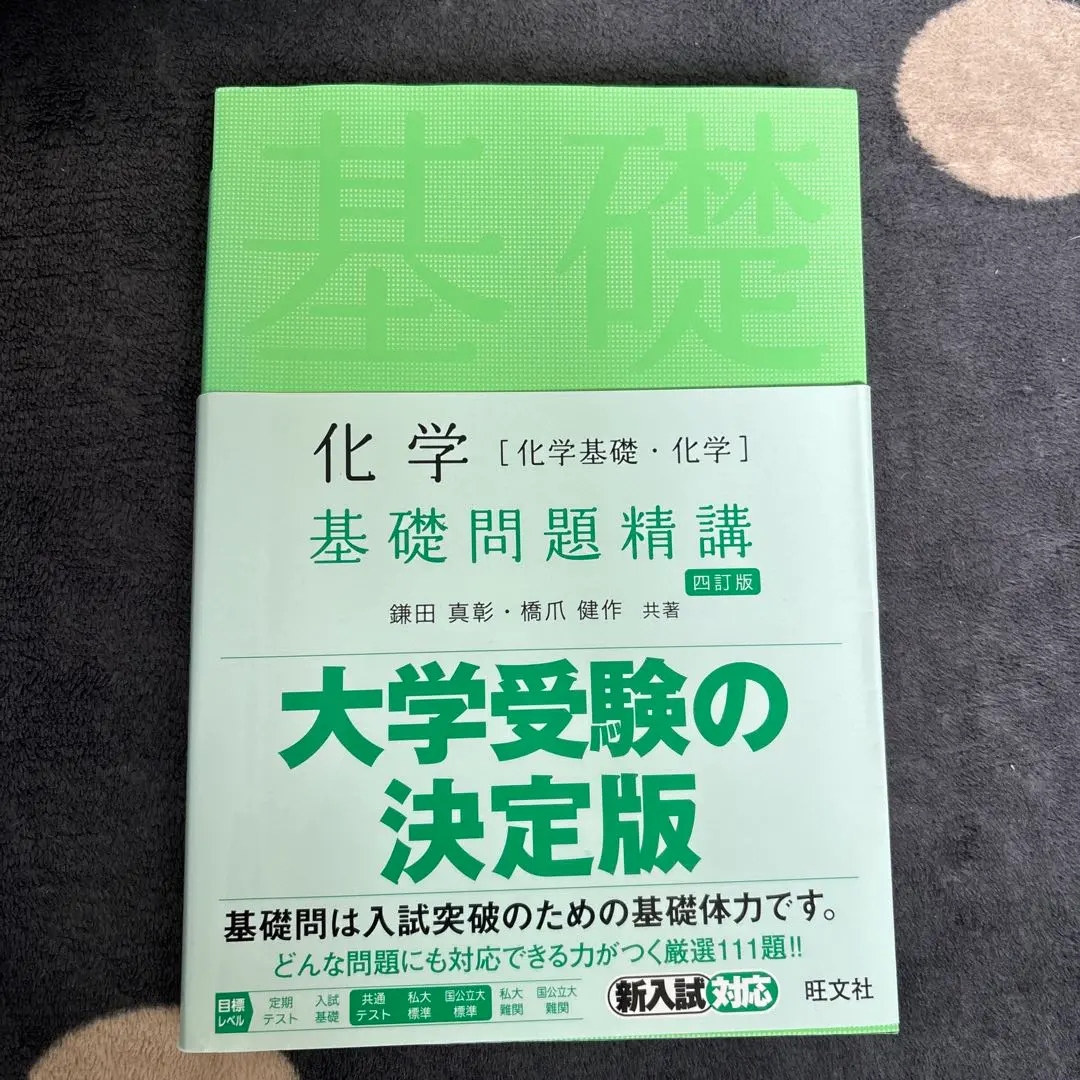 基礎
化学 [化学基礎・化学]
基礎問題精講
四訂版
鎌田 真彰・橋爪 健作 共著
大学受験の
決定版
基礎問は入試突破のための基礎体力です。
どんな問題にも対応できる力がつく厳選111題!!
目標レベル 定期テスト 入試基礎 共通テスト 私大標準 国公立大標準 私大難関 国公立大難関
新入試対応 旺文社